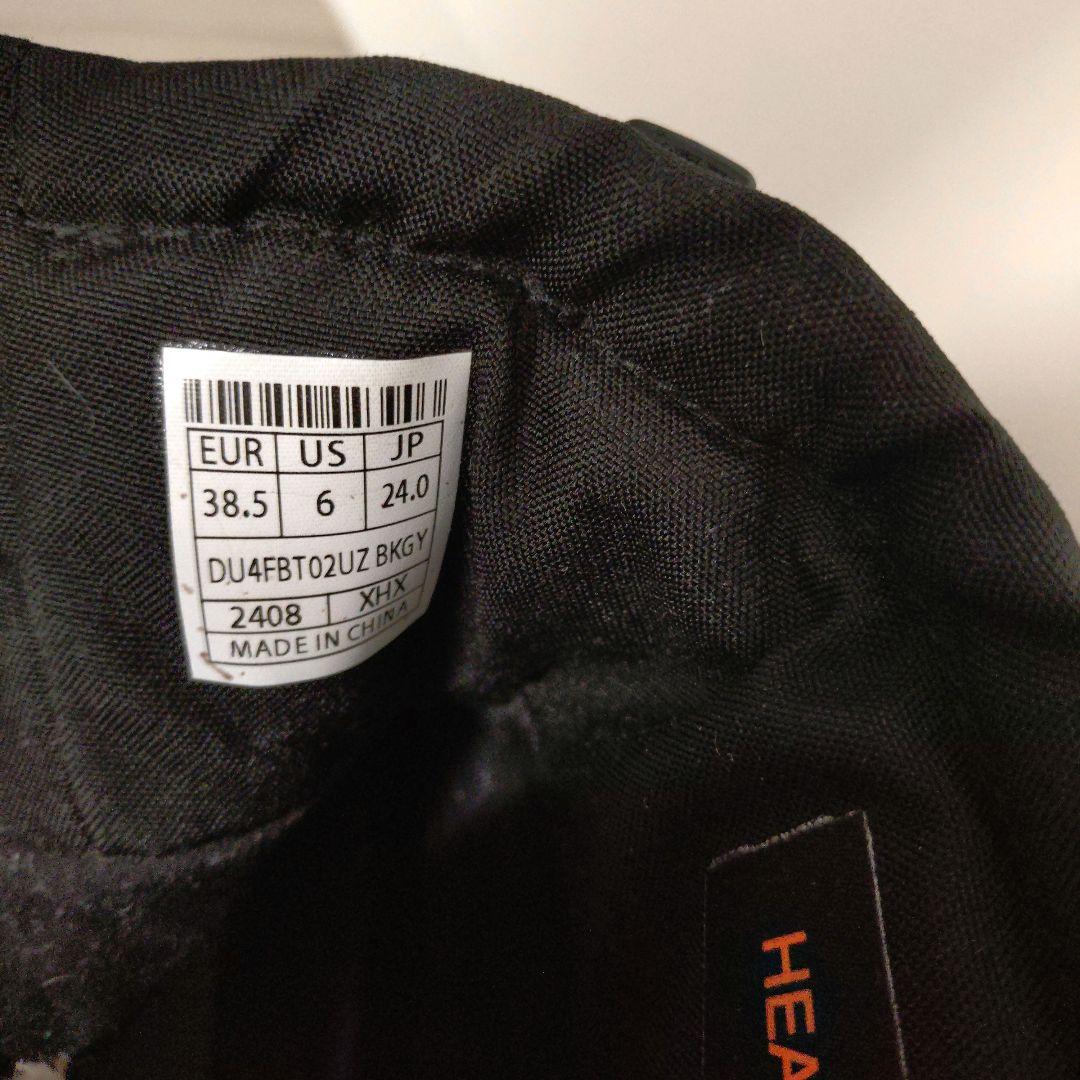 EUR US JP
38.5 6 24.0
DU4FBT02UZ BKGY
2408 XHX
MADE IN CHINA
HEA